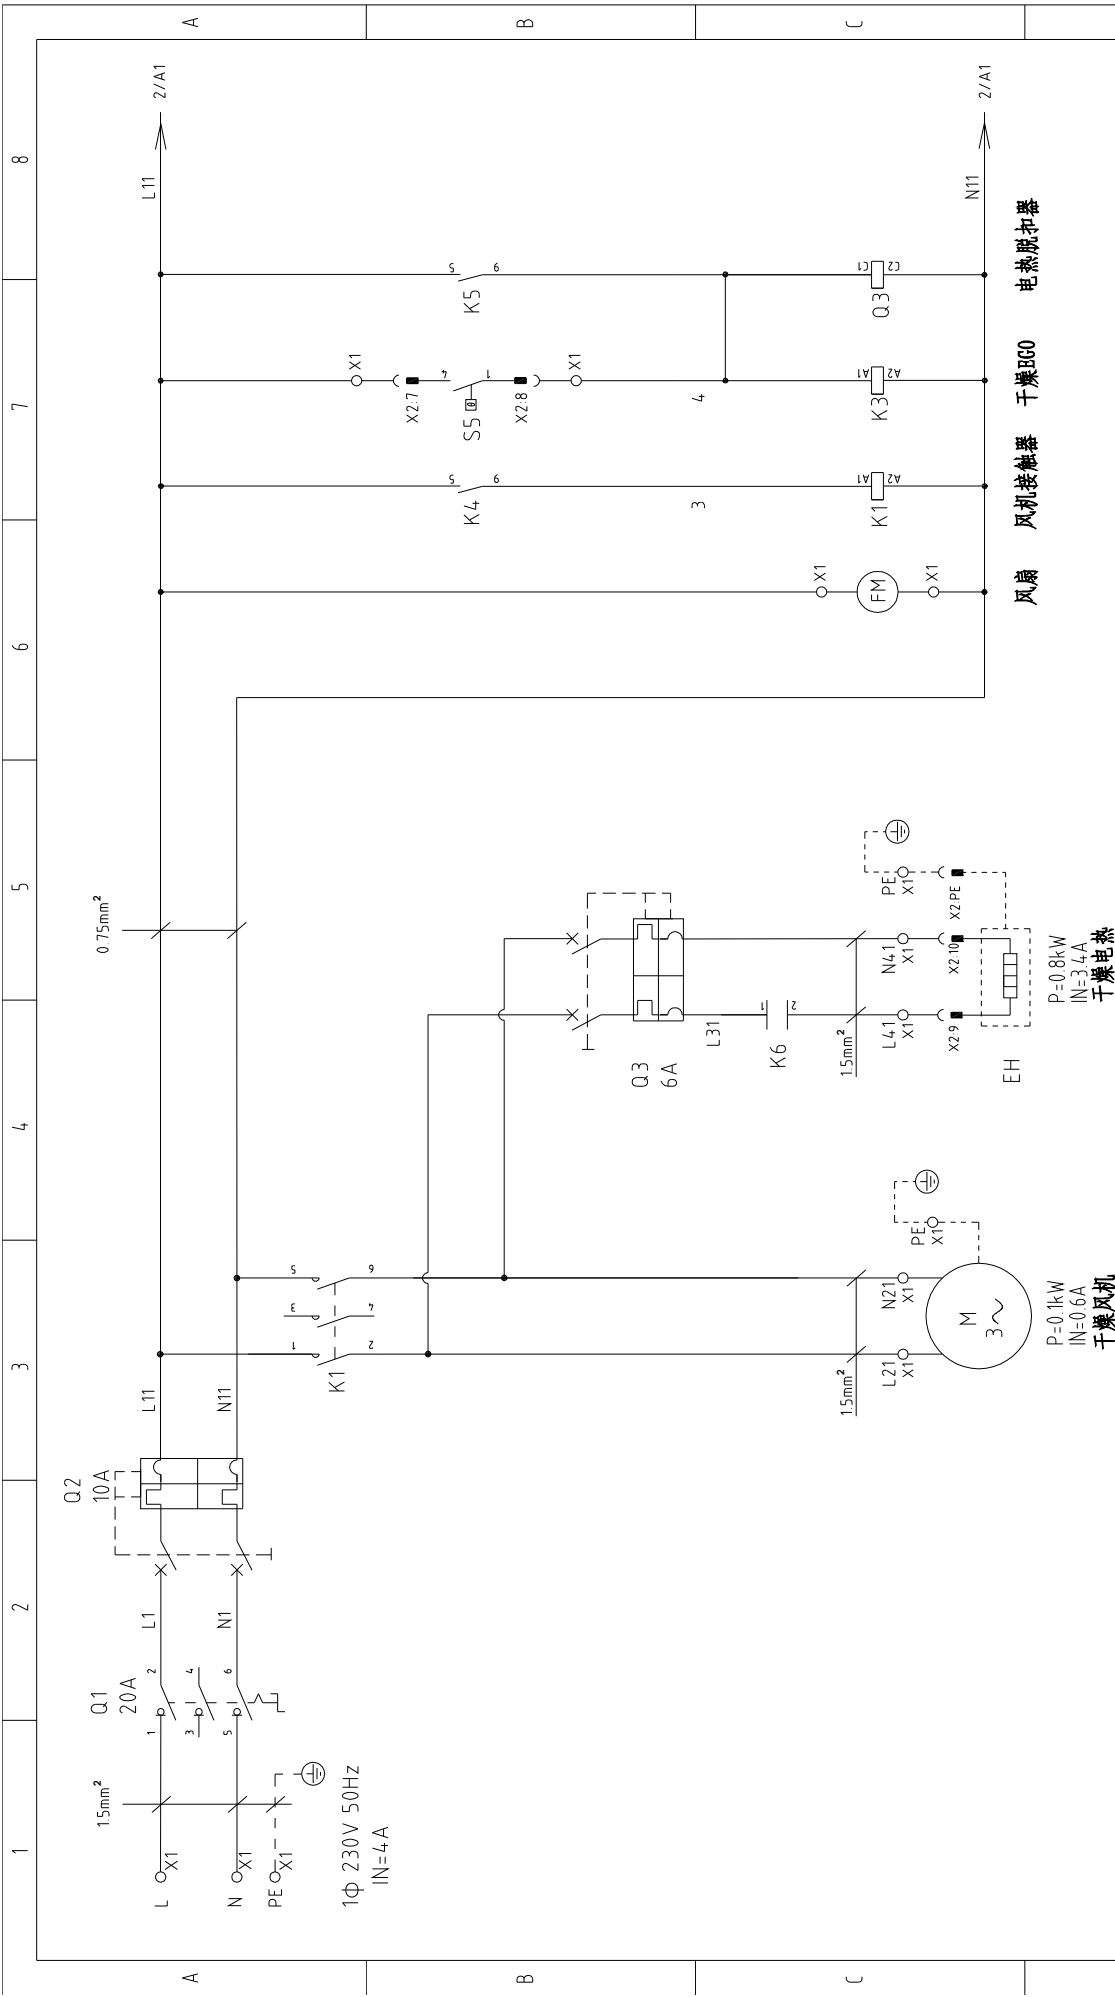 1
2
3
4
5
6
7
8
A
A
B
B
C
C
1.5mm²
L
X1
N
X1
PE
X1
1Φ 230V 50Hz
IN=4A
Q1
20A
1
2
3
4
5
6
L1
N1
Q2
10A
L11
N11
K1
1
2
3
4
5
6
1.5mm²
L21
X1
N21
X1
PE
X1
M
3~
P=0.1kW
IN=0.6A
干燥风机
0.75mm²
Q3
6A
L31
K6
1
2
1.5mm²
L41
X1
N41
X1
PE
X1
X2:9
X2:10
X2:PE
EH
P=0.8kW
IN=3.4A
干燥电热
X1
FM
X1
风扇
K4
5
9
3
K1
A1
A2
风机接触器
X1
X2:7
S5
θ
4
1
X2:8
X1
4
K3
A1
A2
干燥EGO
K5
5
9
Q3
C1
C2
电热脱扣器
L11
2/A1
N11
2/A1